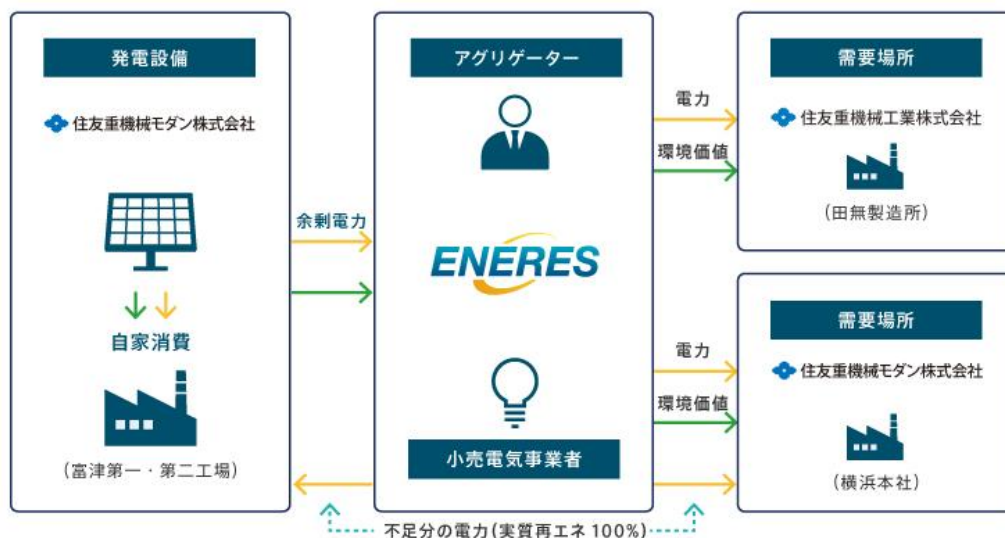 発電設備
住友重機械モダン株式会社
自家消費
(富津第一・第二工場)
余剰電力
アグリゲーター
ENERES
小売電気事業者
電力
環境価値
需要場所
住友重機械工業株式会社
(田無製造所)
電力
環境価値
需要場所
住友重機械モダン株式会社
(横浜本社)
不足分の電力(実質再エネ100%)